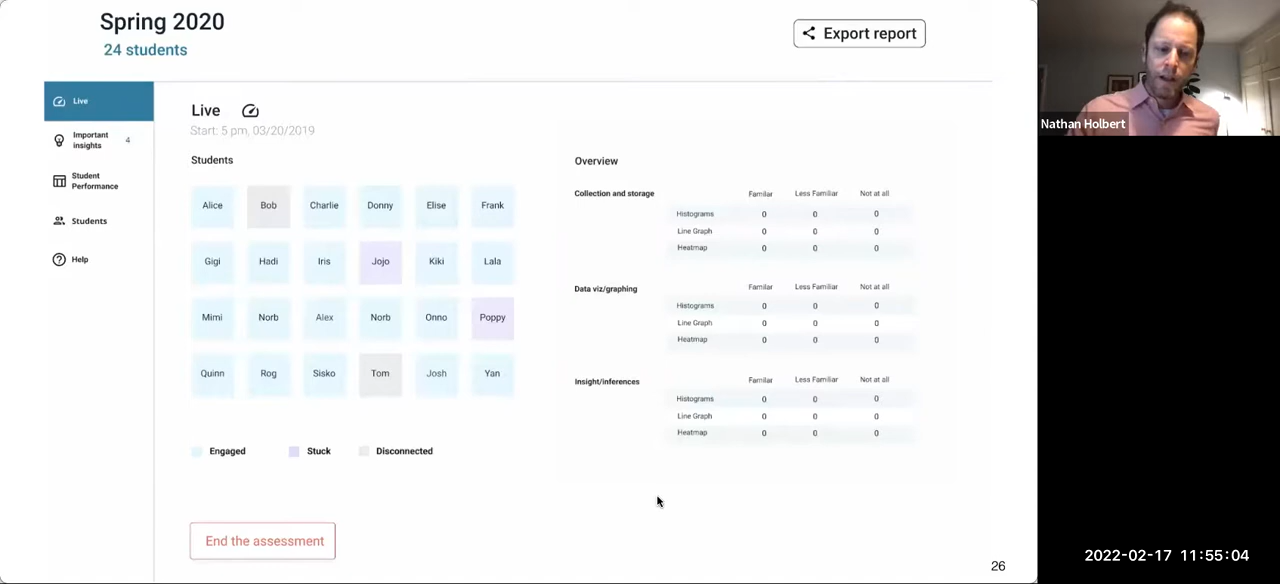 Spring 2020
24 students
Export report
Live
Important insights 4
Student Performance
Students
Help
Live
Start: 5 pm, 03/20/2019
Students
Alice Bob Charlie Donny Elise Frank
Gigi Hadi Iris Jojo Kiki Lala
Mimi Norb Alex Norb Onno Poppy
Quinn Rog Sisko Tom Josh Yan
Engaged Stuck Disconnected
End the assessment
Overview
Collection and storage Familar Less Familiar Not at all
Histograms 0 0 0
Line Graph 0 0 0
Heatmap 0 0 0
Data viz/graphing Familar Less Familiar Not at all
Histograms 0 0 0
Line Graph 0 0 0
Heatmap 0 0 0
Insight/inferences Familar Less Familiar Not at all
Histograms 0 0 0
Line Graph 0 0 0
Heatmap 0 0 0
26
Nathan Holbert
2022-02-17 11:55:04